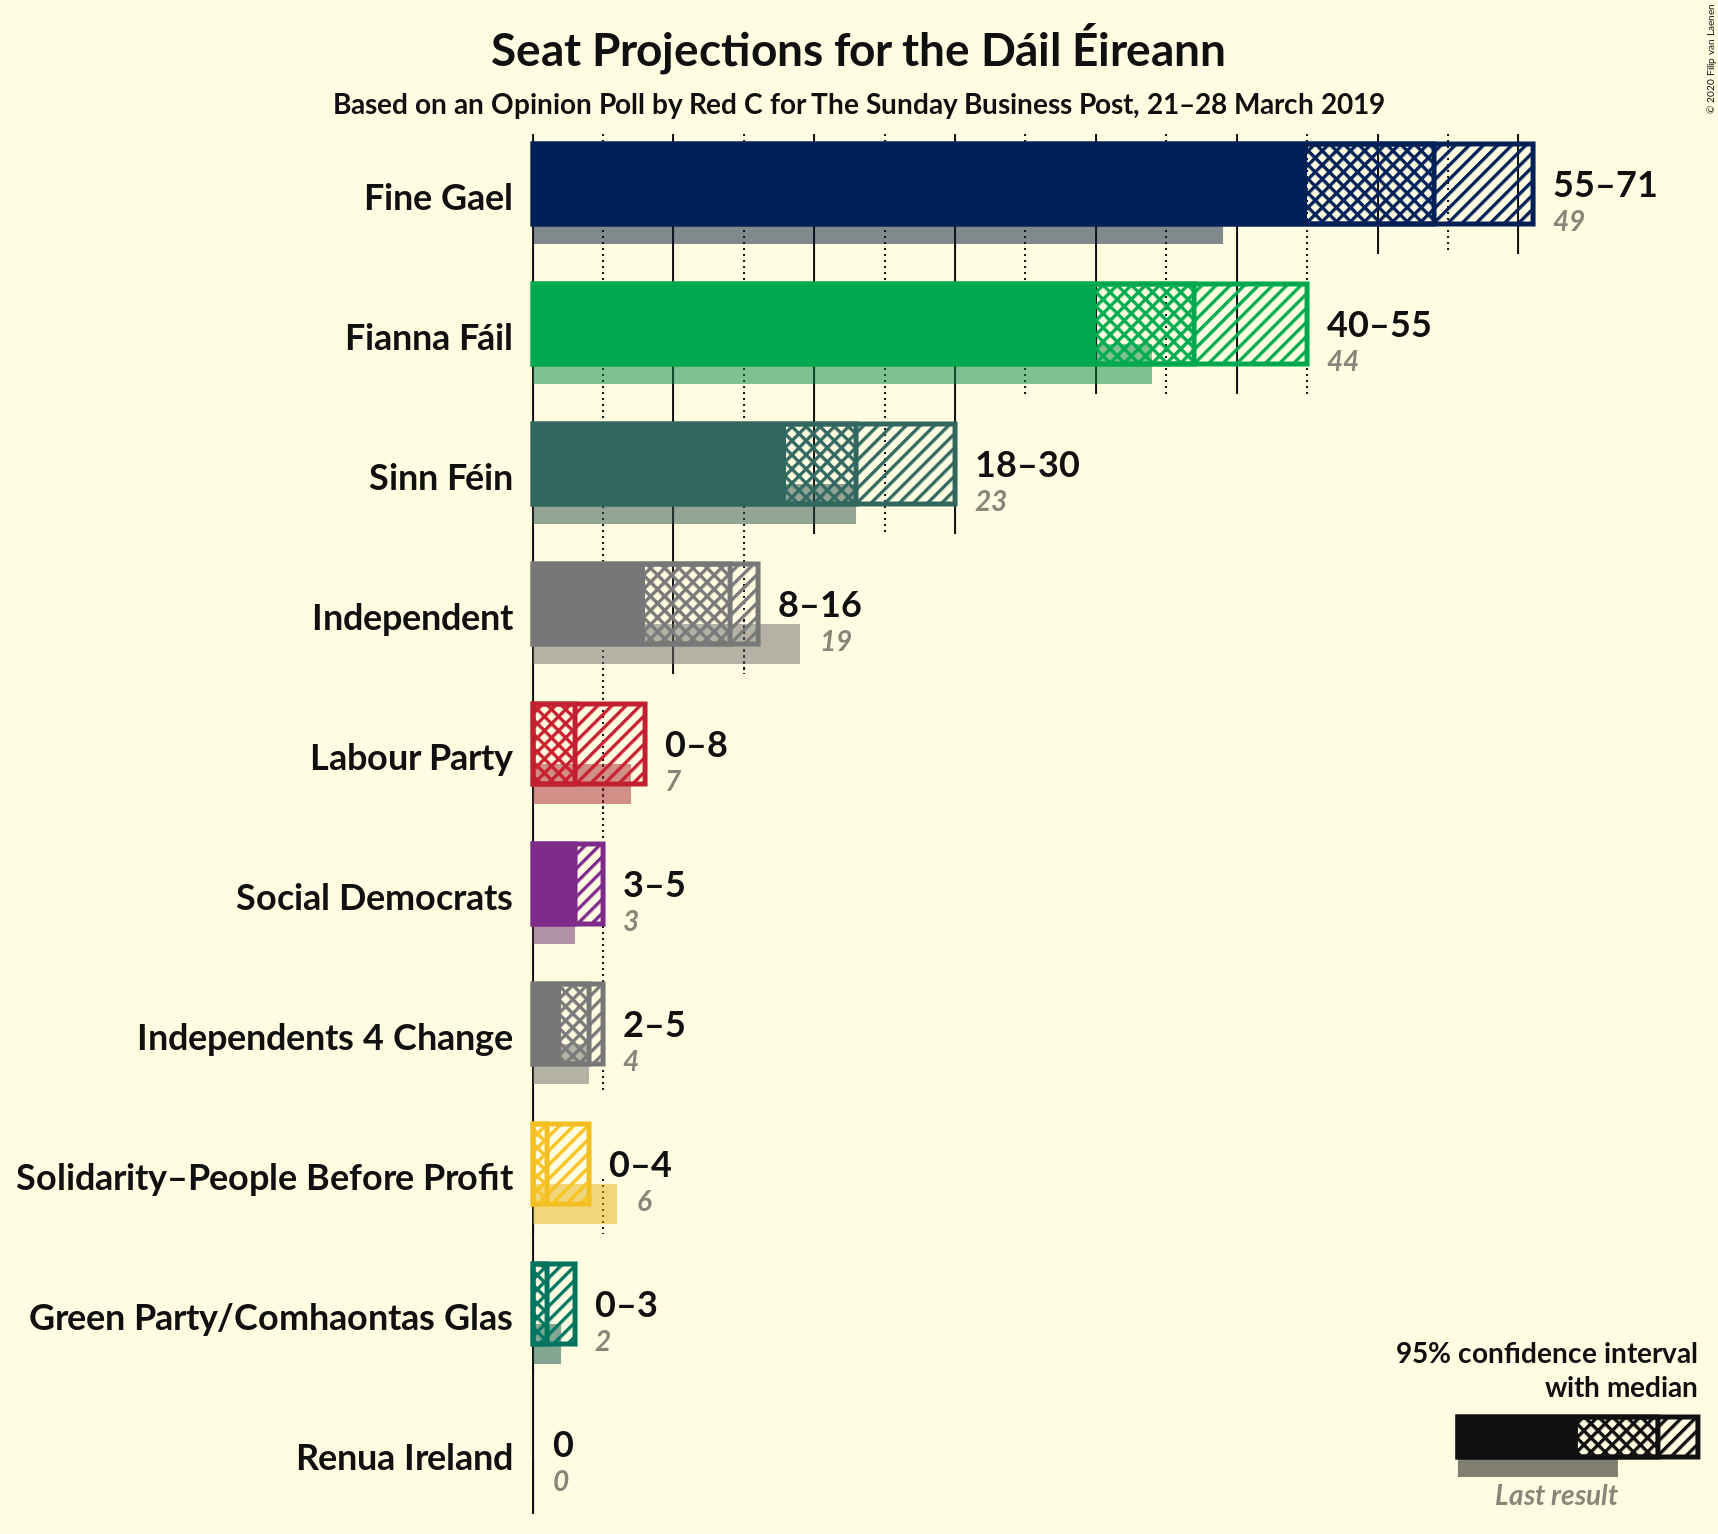 Seat Projections for the Dáil Éireann
Based on an Opinion Poll by Red C for The Sunday Business Post, 21–28 March 2019
© 2020 Filip van Laenen
Fine Gael
55–71
49
Fianna Fáil
40–55
44
Sinn Féin
18–30
23
Independent
8–16
19
Labour Party
0–8
7
Social Democrats
3–5
3
Independents 4 Change
2–5
4
Solidarity–People Before Profit
0–4
6
Green Party/Comhaontas Glas
0–3
2
Renua Ireland
0
0
95% confidence interval
with median
Last result